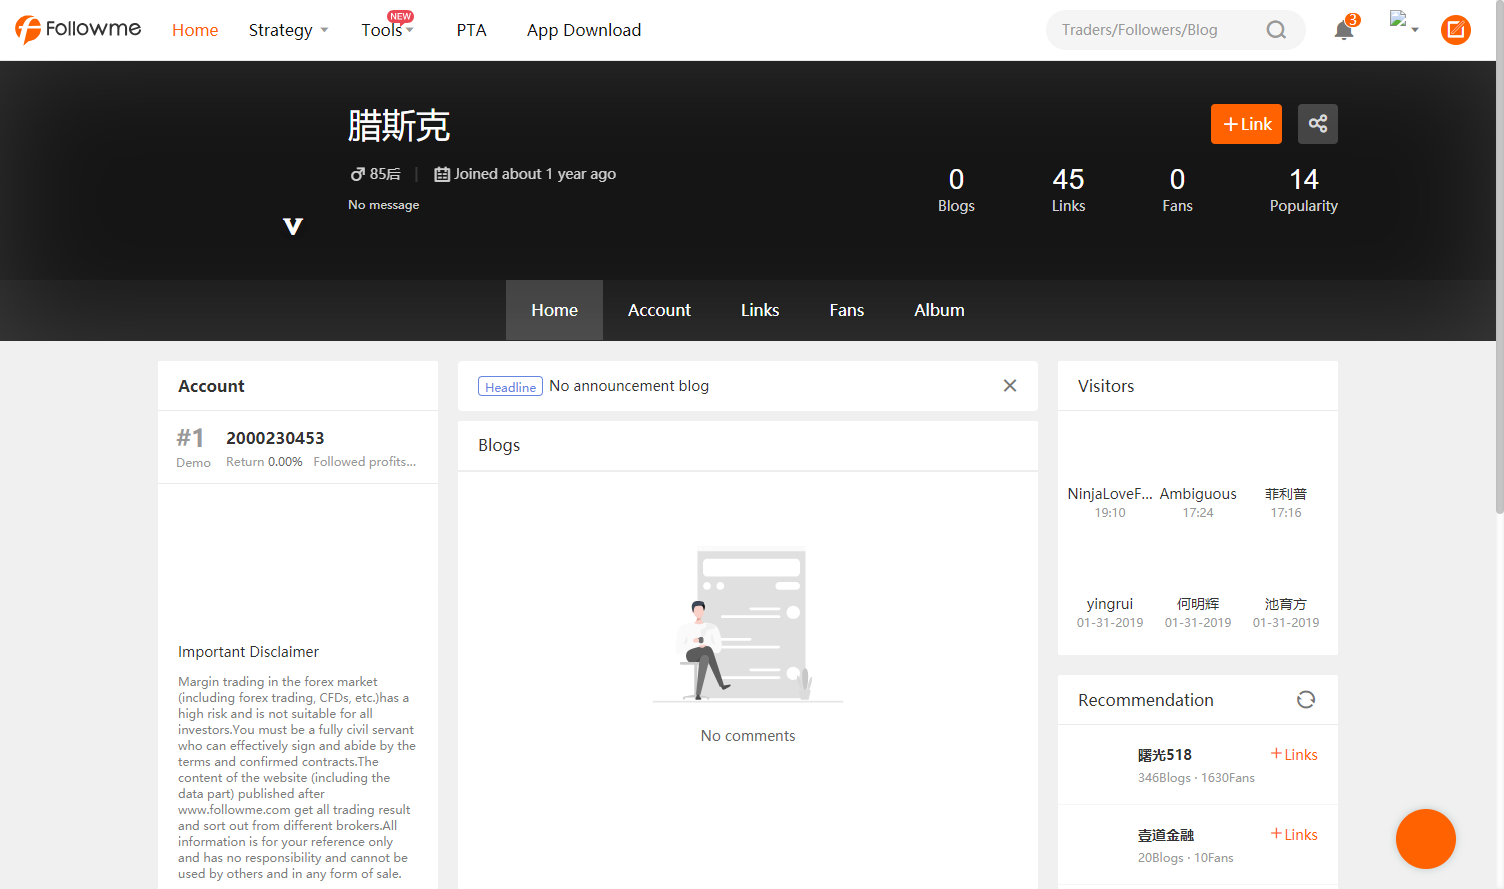 Followme
Home
Strategy
Tools
NEW
PTA
App Download
Traders/Followers/Blog
3
腊斯克
+Link
85后
Joined about 1 year ago
No message
V
0
Blogs
45
Links
0
Fans
14
Popularity
Home
Account
Links
Fans
Album
Account
#1
Demo
2000230453
Return 0.00% Followed profits...
Important Disclaimer
Margin trading in the forex market
(including forex trading, CFDs, etc.)has a
high risk and is not suitable for all
investors.You must be a fully civil servant
who can effectively sign and abide by the
terms and confirmed contracts.The
content of the website (including the
data part) published after
www.followme.com get all trading result
and sort out from different brokers.All
information is for your reference only
and has no responsibility and cannot be
used by others and in any form of sale.
Headline No announcement blog
Blogs
No comments
Visitors
NinjaLoveF... Ambiguous 菲利普
19:10 17:24 17:16
yingrui 何明辉 池育方
01-31-2019 01-31-2019 01-31-2019
Recommendation
曙光518
+Links
346Blogs · 1630Fans
壹道金融
+Links
20Blogs · 10Fans